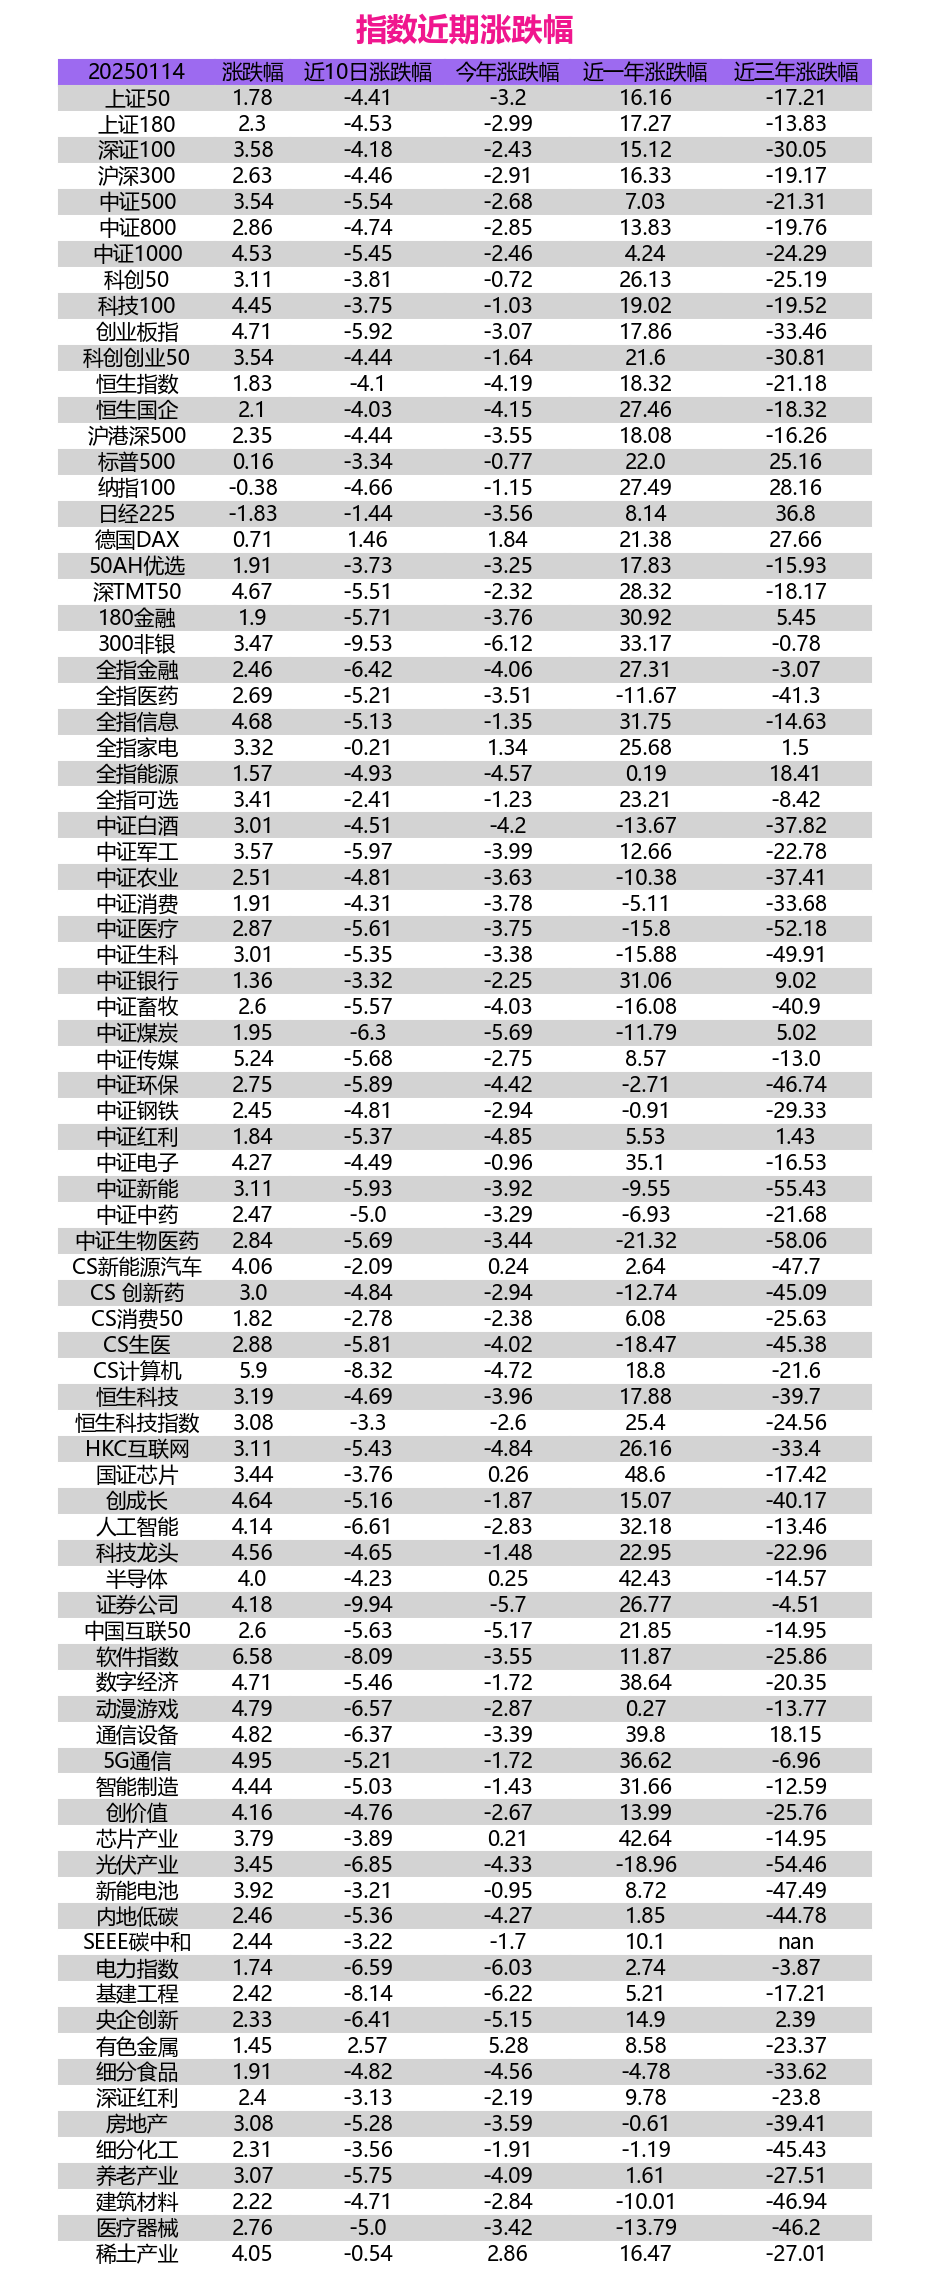 指数近期涨跌幅
20250114 涨跌幅 近10日涨跌幅 今年涨跌幅 近一年涨跌幅 近三年涨跌幅
上证50 1.78 -4.41 -3.2 16.16 -17.21
上证180 2.3 -4.53 -2.99 17.27 -13.83
深证100 3.58 -4.18 -2.43 15.12 -30.05
沪深300 2.63 -4.46 -2.91 16.33 -19.17
中证500 3.54 -5.54 -2.68 7.03 -21.31
中证800 2.86 -4.74 -2.85 13.83 -19.76
中证1000 4.53 -5.45 -2.46 4.24 -24.29
科创50 3.11 -3.81 -0.72 26.13 -25.19
科技100 4.45 -3.75 -1.03 19.02 -19.52
创业板指 4.71 -5.92 -3.07 17.86 -33.46
科创创业50 3.54 -4.44 -1.64 21.6 -30.81
恒生指数 1.83 -4.1 -4.19 18.32 -21.18
恒生国企 2.1 -4.03 -4.15 27.46 -18.32
沪港深500 2.35 -4.44 -3.55 18.08 -16.26
标普500 0.16 -3.34 -0.77 22.0 25.16
纳指100 -0.38 -4.66 -1.15 27.49 28.16
日经225 -1.83 -1.44 -3.56 8.14 36.8
德国DAX 0.71 1.46 1.84 21.38 27.66
50AH优选 1.91 -3.73 -3.25 17.83 -15.93
深TMT50 4.67 -5.51 -2.32 28.32 -18.17
180金融 1.9 -5.71 -3.76 30.92 5.45
300非银 3.47 -9.53 -6.12 33.17 -0.78
全指金融 2.46 -6.42 -4.06 27.31 -3.07
全指医药 2.69 -5.21 -3.51 -11.67 -41.3
全指信息 4.68 -5.13 -1.35 31.75 -14.63
全指家电 3.32 -0.21 1.34 25.68 1.5
全指能源 1.57 -4.93 -4.57 0.19 18.41
全指可选 3.41 -2.41 -1.23 23.21 -8.42
中证白酒 3.01 -4.51 -4.2 -13.67 -37.82
中证军工 3.57 -5.97 -3.99 12.66 -22.78
中证农业 2.51 -4.81 -3.63 -10.38 -37.41
中证消费 1.91 -4.31 -3.78 -5.11 -33.68
中证医疗 2.87 -5.61 -3.75 -15.8 -52.18
中证生科 3.01 -5.35 -3.38 -15.88 -49.91
中证银行 1.36 -3.32 -2.25 31.06 9.02
中证畜牧 2.6 -5.57 -4.03 -16.08 -40.9
中证煤炭 1.95 -6.3 -5.69 -11.79 5.02
中证传媒 5.24 -5.68 -2.75 8.57 -13.0
中证环保 2.75 -5.89 -4.42 -2.71 -46.74
中证钢铁 2.45 -4.81 -2.94 -0.91 -29.33
中证红利 1.84 -5.37 -4.85 5.53 1.43
中证电子 4.27 -4.49 -0.96 35.1 -16.53
中证新能 3.11 -5.93 -3.92 -9.55 -55.43
中证中药 2.47 -5.0 -3.29 -6.93 -21.68
中证生物医药 2.84 -5.69 -3.44 -21.32 -58.06
CS新能源汽车 4.06 -2.09 0.24 2.64 -47.7
CS 创新药 3.0 -4.84 -2.94 -12.74 -45.09
CS消费50 1.82 -2.78 -2.38 6.08 -25.63
CS生医 2.88 -5.81 -4.02 -18.47 -45.38
CS计算机 5.9 -8.32 -4.72 18.8 -21.6
恒生科技 3.19 -4.69 -3.96 17.88 -39.7
恒生科技指数 3.08 -3.3 -2.6 25.4 -24.56
HKC互联网 3.11 -5.43 -4.84 26.16 -33.4
国证芯片 3.44 -3.76 0.26 48.6 -17.42
创成长 4.64 -5.16 -1.87 15.07 -40.17
人工智能 4.14 -6.61 -2.83 32.18 -13.46
科技龙头 4.56 -4.65 -1.48 22.95 -22.96
半导体 4.0 -4.23 0.25 42.43 -14.57
证券公司 4.18 -9.94 -5.7 26.77 -4.51
中国互联50 2.6 -5.63 -5.17 21.85 -14.95
软件指数 6.58 -8.09 -3.55 11.87 -25.86
数字经济 4.71 -5.46 -1.72 38.64 -20.35
动漫游戏 4.79 -6.57 -2.87 0.27 -13.77
通信设备 4.82 -6.37 -3.39 39.8 18.15
5G通信 4.95 -5.21 -1.72 36.62 -6.96
智能制造 4.44 -5.03 -1.43 31.66 -12.59
创价值 4.16 -4.76 -2.67 13.99 -25.76
芯片产业 3.79 -3.89 0.21 42.64 -14.95
光伏产业 3.45 -6.85 -4.33 -18.96 -54.46
新能电池 3.92 -3.21 -0.95 8.72 -47.49
内地低碳 2.46 -5.36 -4.27 1.85 -44.78
SEEE碳中和 2.44 -3.22 -1.7 10.1 nan
电力指数 1.74 -6.59 -6.03 2.74 -3.87
基建工程 2.42 -8.14 -6.22 5.21 -17.21
央企创新 2.33 -6.41 -5.15 14.9 2.39
有色金属 1.45 2.57 5.28 8.58 -23.37
细分食品 1.91 -4.82 -4.56 -4.78 -33.62
深证红利 2.4 -3.13 -2.19 9.78 -23.8
房地产 3.08 -5.28 -3.59 -0.61 -39.41
细分化工 2.31 -3.56 -1.91 -1.19 -45.43
养老产业 3.07 -5.75 -4.09 1.61 -27.51
建筑材料 2.22 -4.71 -2.84 -10.01 -46.94
医疗器械 2.76 -5.0 -3.42 -13.79 -46.2
稀土产业 4.05 -0.54 2.86 16.47 -27.01